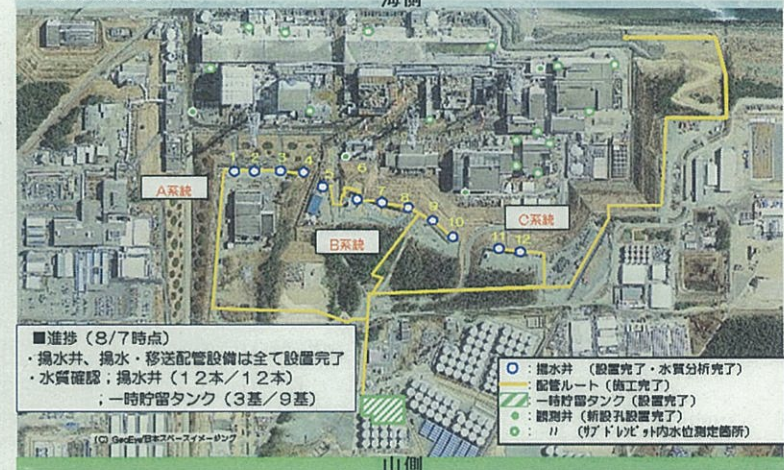 海側
1 2 3 4
5 6 7 8 9 10
11 12
A系統
B系統
C系統
■進捗（8/7時点）
・揚水井、揚水・移送配管設備は全て設置完了
・水質確認；揚水井（12本／12本）
；一時貯留タンク（3基／9基）
：揚水井　（設置完了・水質分析完了）
：配管ルート（施工完了）
：一時貯留タンク（設置完了）
：観測井（新設孔設置完了）
：　〃　（ｻﾌﾞﾄﾞﾚﾝﾋﾟｯﾄ内水位測定箇所）
(C) GeoEye/日本スペースイメージング
山側